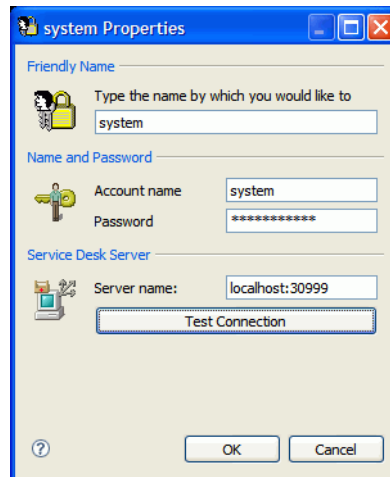 system Properties
Friendly Name
Type the name by which you would like to
system
Name and Password
Account name system
Password ***********
Service Desk Server
Server name: localhost:30999
Test Connection
? OK Cancel